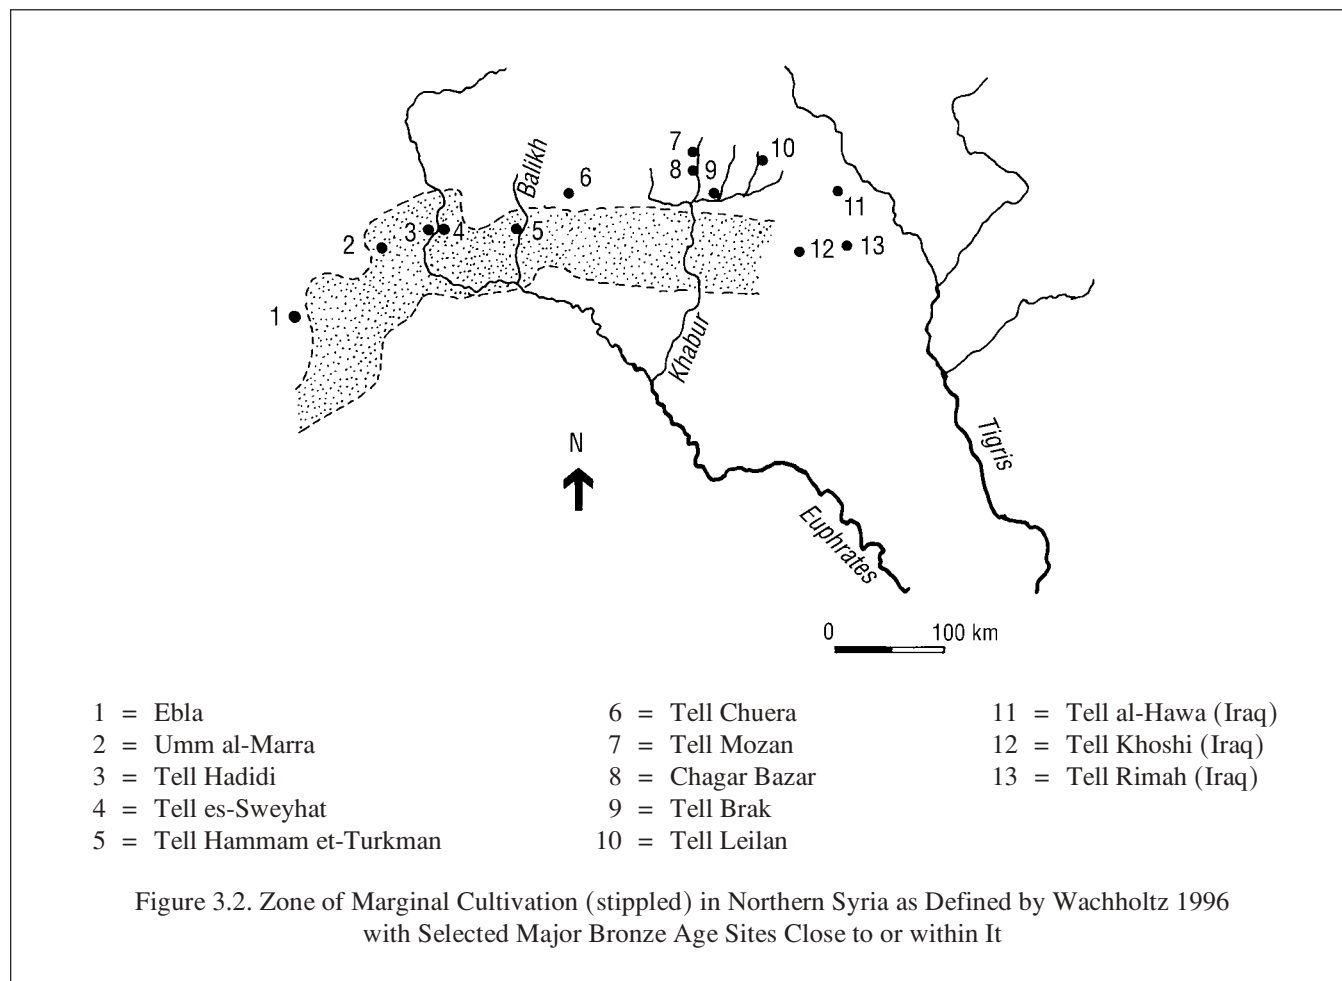 7
10
8
9
Balikh
6
11
3
4
5
2
12
13
1
Khabur
Tigris
N
Euphrates
0 100 km
1 = Ebla
2 = Umm al-Marra
3 = Tell Hadidi
4 = Tell es-Sweyhat
5 = Tell Hammam et-Turkman
6 = Tell Chuera
7 = Tell Mozan
8 = Chagar Bazar
9 = Tell Brak
10 = Tell Leilan
11 = Tell al-Hawa (Iraq)
12 = Tell Khoshi (Iraq)
13 = Tell Rimah (Iraq)
Figure 3.2. Zone of Marginal Cultivation (stippled) in Northern Syria as Defined by Wachholtz 1996
with Selected Major Bronze Age Sites Close to or within It